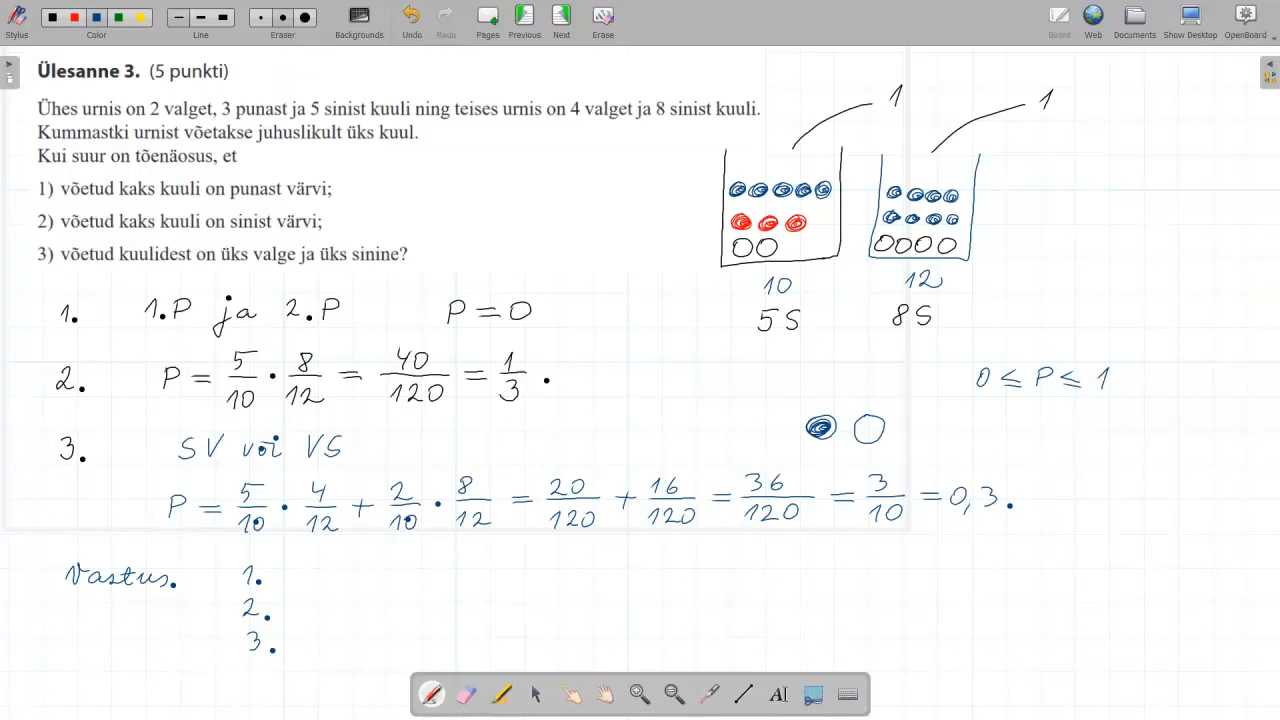 Stylus Color Line Eraser Backgrounds Undo Redo Pages Previous Next Erase Board Web Documents Show Desktop OpenBoard
Ülesanne 3. (5 punkti)
Ühes urnis on 2 valget, 3 punast ja 5 sinist kuuli ning teises urnis on 4 valget ja 8 sinist kuuli.
Kummastki urnist võetakse juhuslikult üks kuul.
Kui suur on tõenäosus, et
1) võetud kaks kuuli on punast värvi;
2) võetud kaks kuuli on sinist värvi;
3) võetud kuulidest on üks valge ja üks sinine?
1 1
10 12
5S 8S
1. 1.P ja 2.P P = 0
2. P = 5/10 · 8/12 = 40/120 = 1/3.
0 ≤ P ≤ 1
3. SV või VS
P = 5/10 · 4/12 + 2/10 · 8/12 = 20/120 + 16/120 = 36/120 = 3/10 = 0,3.
Vastus. 1.
2.
3.
AI